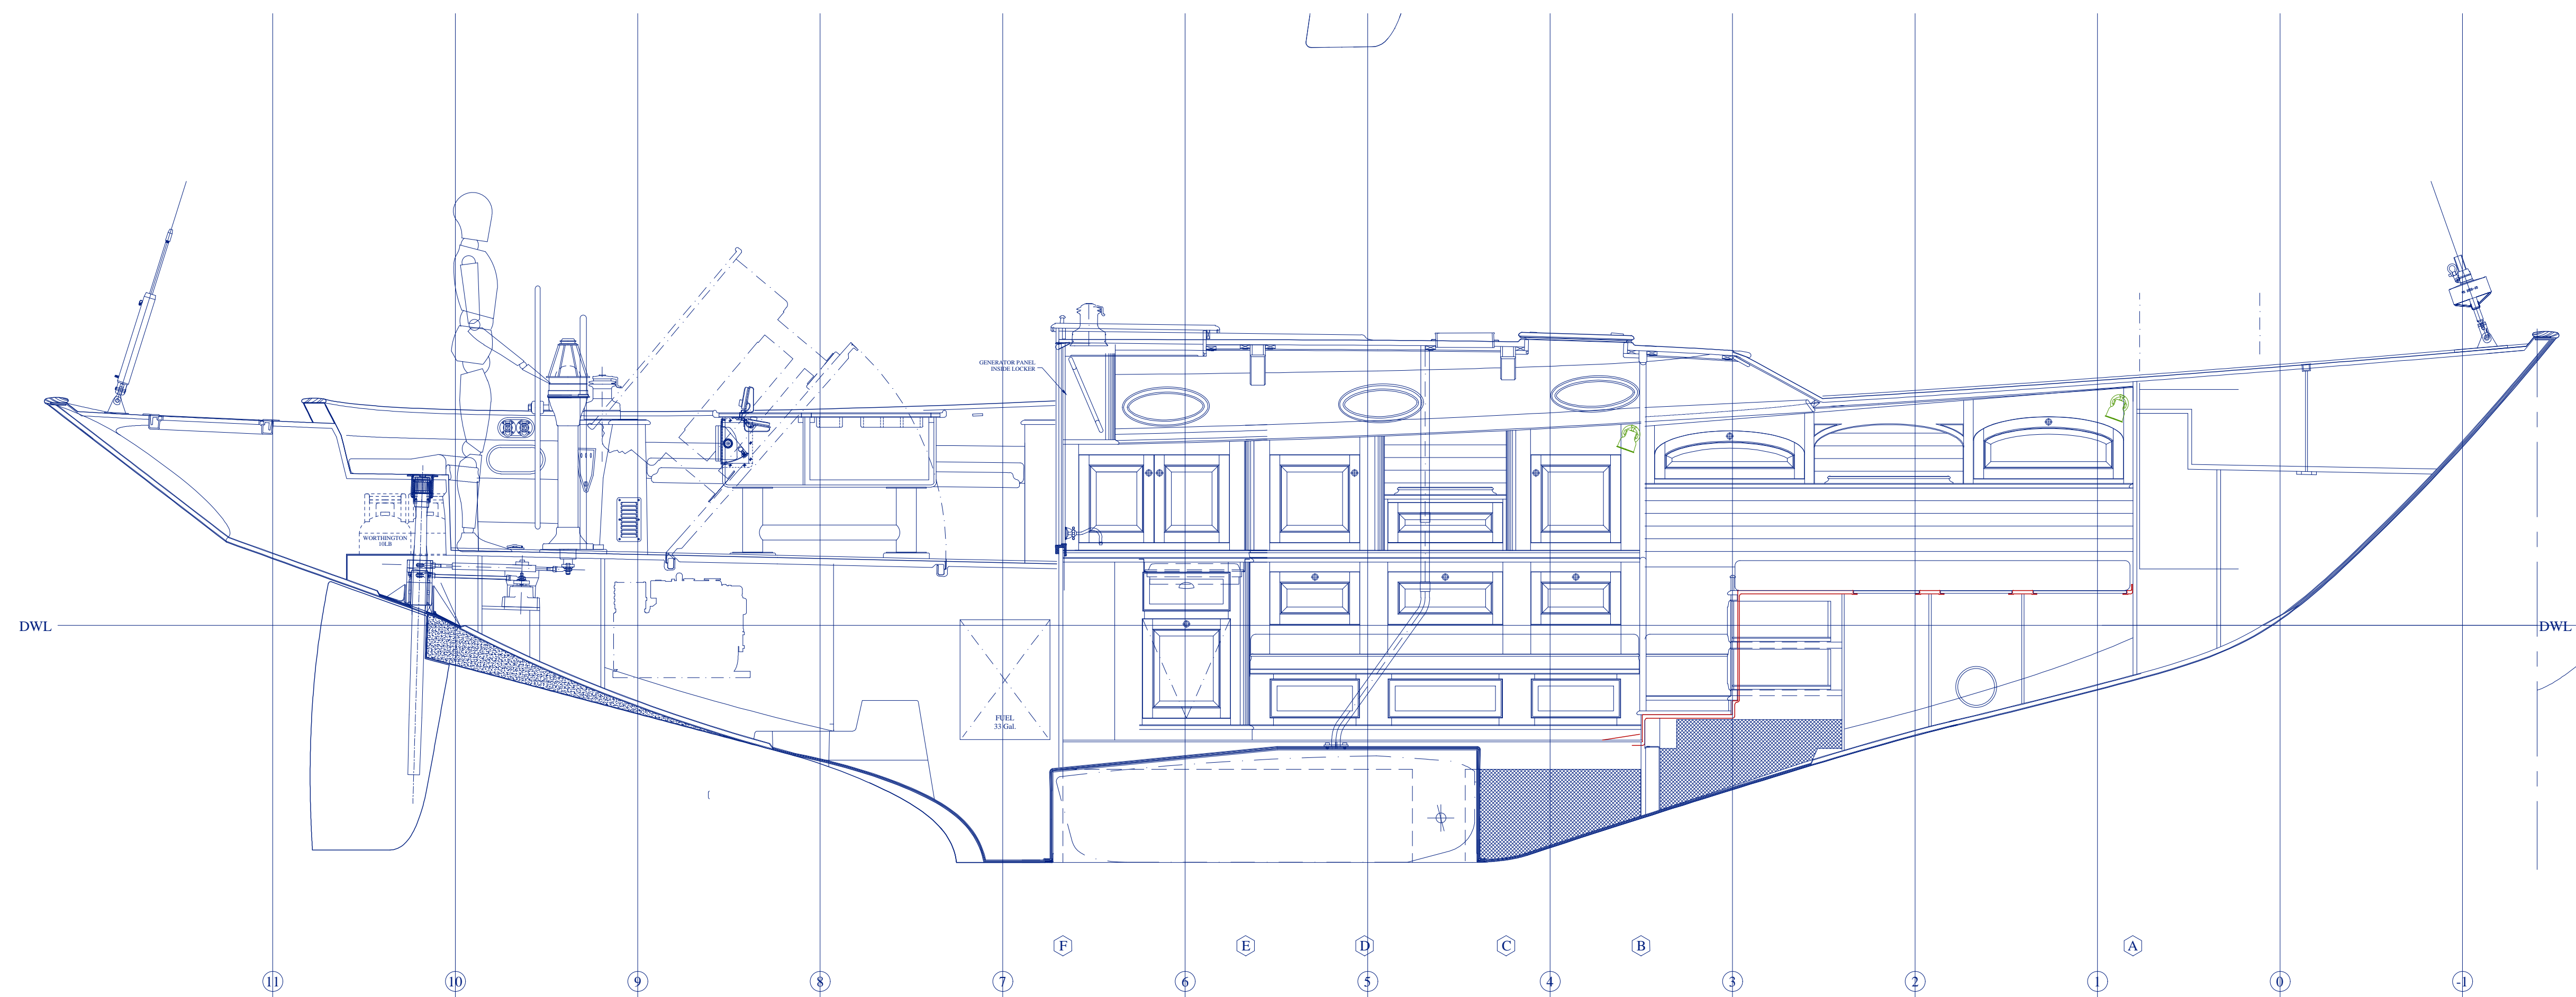 GENERATOR PANEL
INSIDE LOCKER
WORTHINGTON
10LB
DWL
DWL
FUEL
33 Gal.
F E D C B A
11 10 9 8 7 6 5 4 3 2 1 0 -1